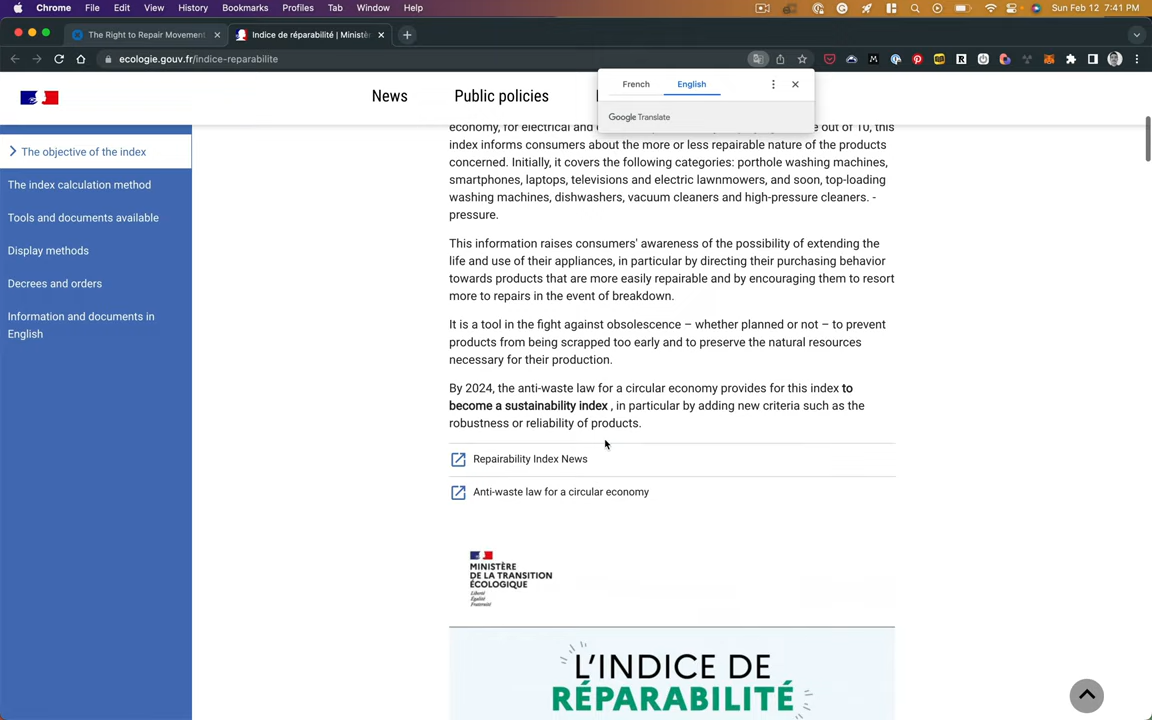 Chrome File Edit View History Bookmarks Profiles Tab Window Help Sun Feb 12 7:41 PM
The Right to Repair Movement
Indice de réparabilité | Ministè
ecologie.gouv.fr/indice-reparabilite
French English
Google Translate
News Public policies
The objective of the index
The index calculation method
Tools and documents available
Display methods
Decrees and orders
Information and documents in
English
economy, for electrical and
out of 10, this
index informs consumers about the more or less repairable nature of the products
concerned. Initially, it covers the following categories: porthole washing machines,
smartphones, laptops, televisions and electric lawnmowers, and soon, top-loading
washing machines, dishwashers, vacuum cleaners and high-pressure cleaners. -
pressure.
This information raises consumers' awareness of the possibility of extending the
life and use of their appliances, in particular by directing their purchasing behavior
towards products that are more easily repairable and by encouraging them to resort
more to repairs in the event of breakdown.
It is a tool in the fight against obsolescence – whether planned or not – to prevent
products from being scrapped too early and to preserve the natural resources
necessary for their production.
By 2024, the anti-waste law for a circular economy provides for this index to
become a sustainability index , in particular by adding new criteria such as the
robustness or reliability of products.
Repairability Index News
Anti-waste law for a circular economy
MINISTÈRE
DE LA TRANSITION
ÉCOLOGIQUE
Liberté
Égalité
Fraternité
L'INDICE DE
RÉPARABILITÉ